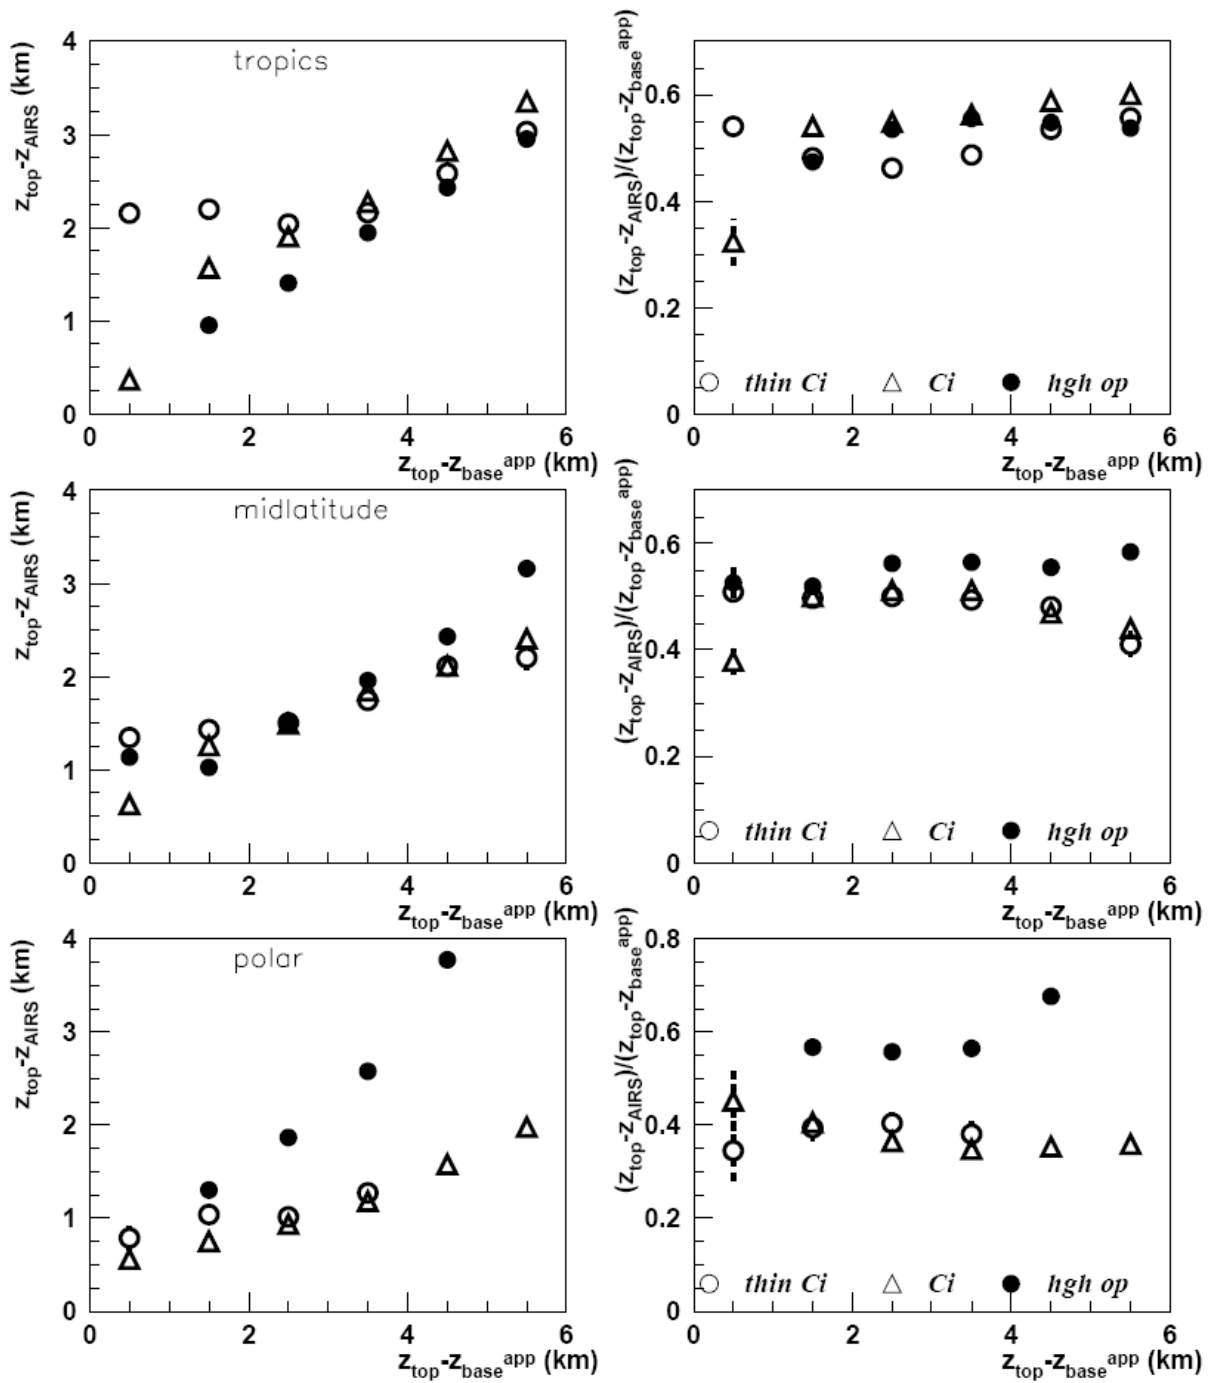 z_top-z_AIRS (km)
tropics
4
3
2
1
0
0 2 4 6
z_top-z_base^app (km)
(z_top-z_AIRS)/(z_top-z_base^app)
0.6
0.4
0.2
0
thin Ci Ci hgh op
0 2 4 6
z_top-z_base^app (km)
z_top-z_AIRS (km)
midlatitude
4
3
2
1
0
0 2 4 6
z_top-z_base^app (km)
(z_top-z_AIRS)/(z_top-z_base^app)
0.6
0.4
0.2
0
thin Ci Ci hgh op
0 2 4 6
z_top-z_base^app (km)
z_top-z_AIRS (km)
polar
4
3
2
1
0
0 2 4 6
z_top-z_base^app (km)
(z_top-z_AIRS)/(z_top-z_base^app)
0.8
0.6
0.4
0.2
0
thin Ci Ci hgh op
0 2 4 6
z_top-z_base^app (km)